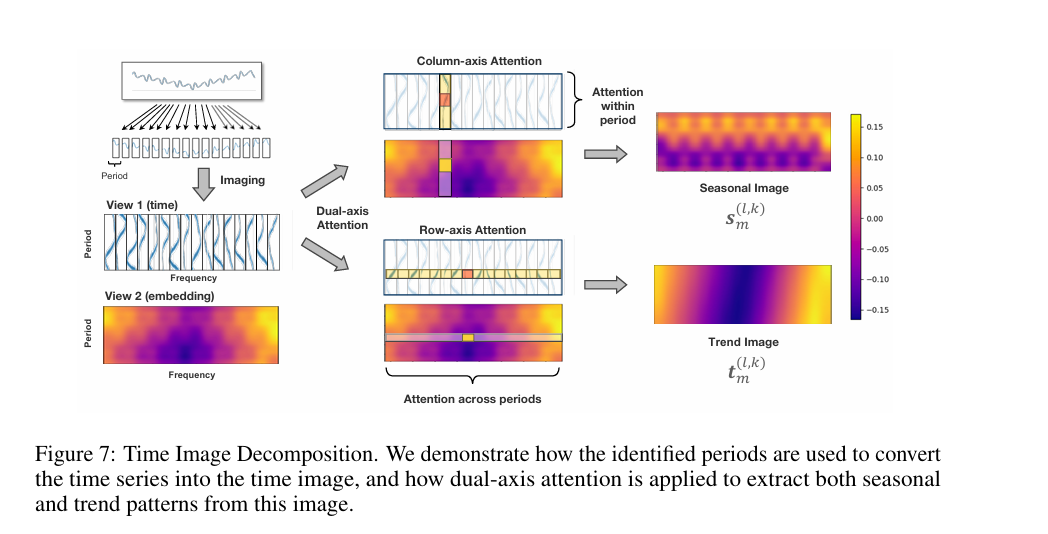 Period
Imaging
View 1 (time)
Period
Frequency
View 2 (embedding)
Period
Frequency
Dual-axis
Attention
Column-axis Attention
Attention
within
period
Row-axis Attention
Attention across periods
Seasonal Image
s_m^{(l,k)}
Trend Image
t_m^{(l,k)}
0.15
0.10
0.05
0.00
−0.05
−0.10
−0.15
Figure 7: Time Image Decomposition. We demonstrate how the identified periods are used to convert
the time series into the time image, and how dual-axis attention is applied to extract both seasonal
and trend patterns from this image.